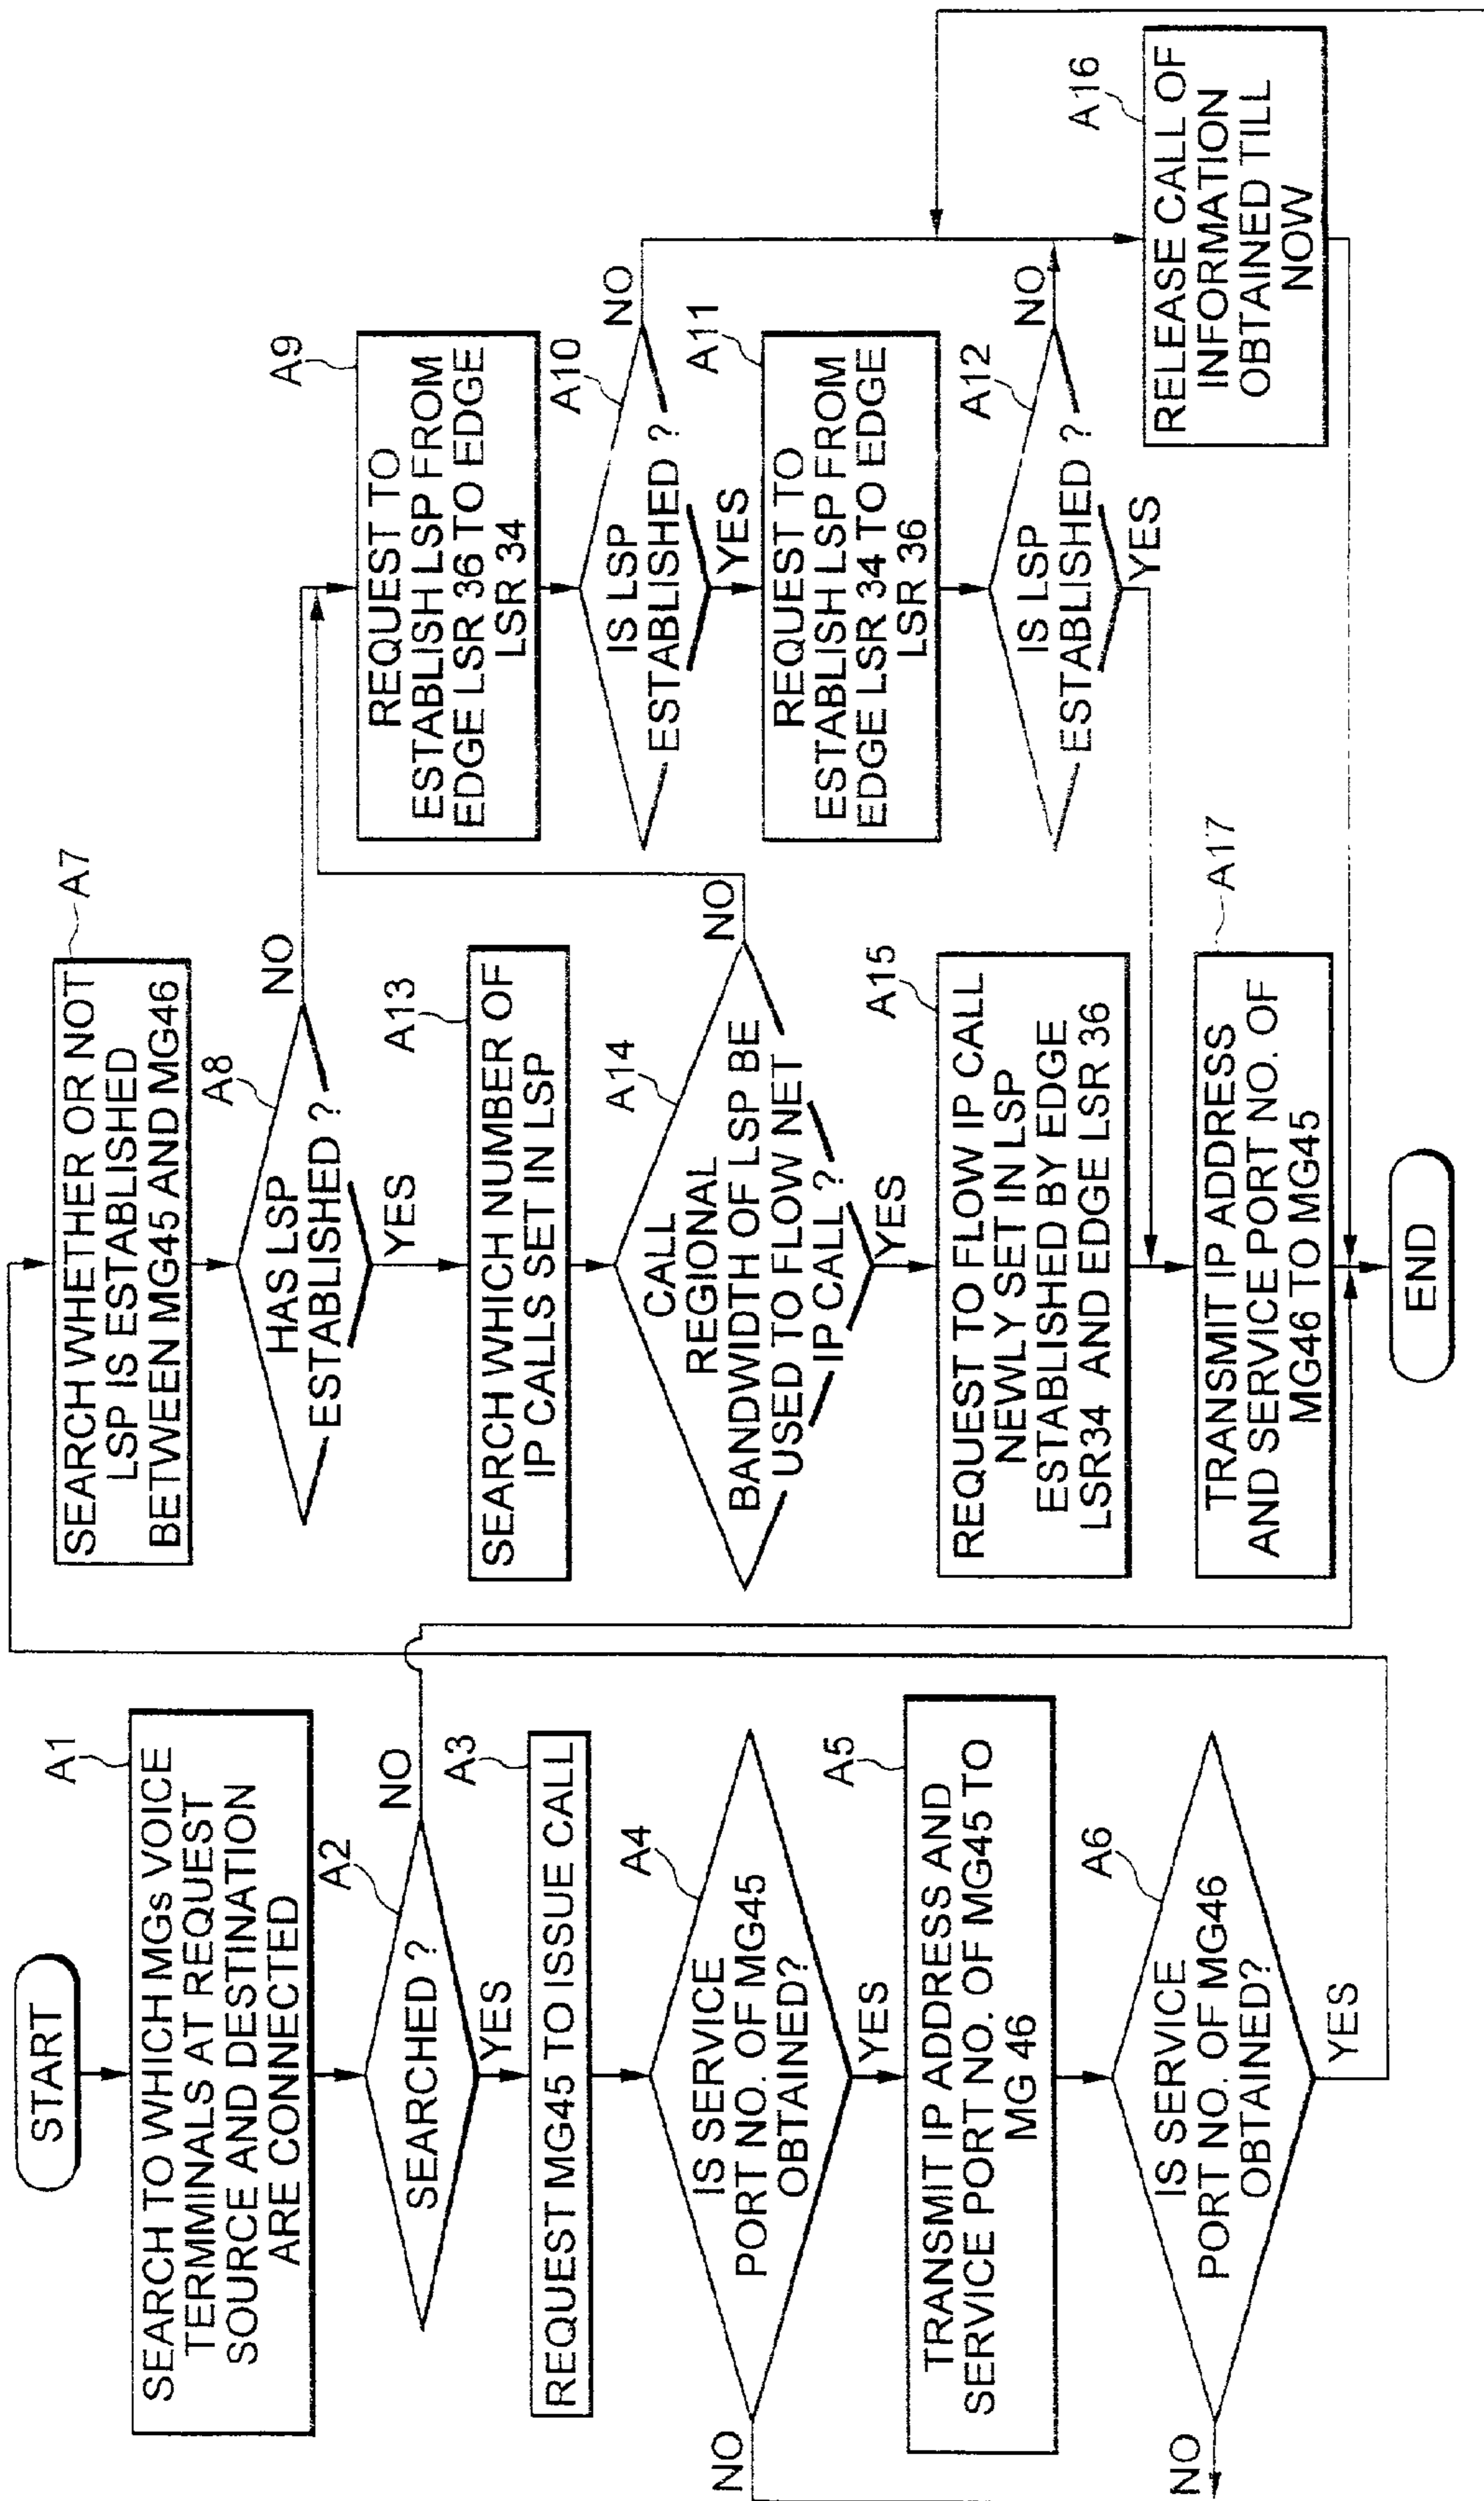 START
A1
SEARCH TO WHICH MGs VOICE
TERMMINALS AT REQUEST
SOURCE AND DESTINATION
ARE CONNECTED
A2
SEARCHED ?
NO
YES
A3
REQUEST MG45 TO ISSUE CALL
A4
IS SERVICE
PORT NO. OF MG45
OBTAINED?
NO
YES
A5
TRANSMIT IP ADDRESS AND
SERVICE PORT NO. OF MG45 TO
MG 46
A6
IS SERVICE
PORT NO. OF MG46
OBTAINED?
NO
YES
A7
SEARCH WHETHER OR NOT
LSP IS ESTABLISHED
BETWEEN MG45 AND MG46
A8
HAS LSP
ESTABLISHED ?
NO
YES
A13
SEARCH WHICH NUMBER OF
IP CALLS SET IN LSP
A14
CALL
REGIONAL
BANDWIDTH OF LSP BE
USED TO FLOW NET
IP CALL ?
NO
YES
A15
REQUEST TO FLOW IP CALL
NEWLY SET IN LSP
ESTABLISHED BY EDGE
LSR34 AND EDGE LSR 36
A17
TRANSMIT IP ADDRESS
AND SERVICE PORT NO. OF
MG46 TO MG45
END
A9
REQUEST TO
ESTABLISH LSP FROM
EDGE LSR 36 TO EDGE
LSR 34
A10
IS LSP
ESTABLISHED ?
NO
YES
A11
REQUEST TO
ESTABLISH LSP FROM
EDGE LSR 34 TO EDGE
LSR 36
A12
IS LSP
ESTABLISHED ?
NO
YES
A16
RELEASE CALL OF
INFORMATION
OBTAINED TILL
NOW